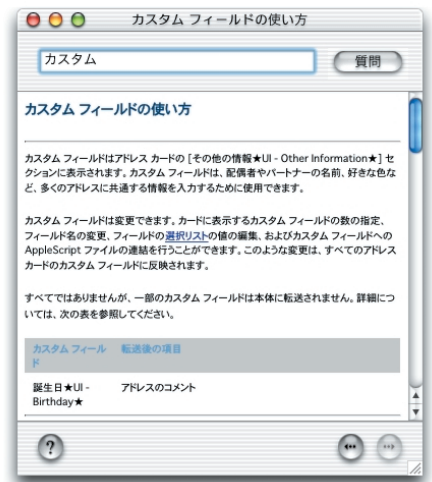 カスタム フィールドの使い方
カスタム
質問
カスタム フィールドの使い方
カスタム フィールドはアドレス カードの [その他の情報★UI - Other Information★] セ
クションに表示されます。カスタム フィールドは、配偶者やパートナーの名前、好きな色な
ど、多くのアドレスに共通する情報を入力するために使用できます。
カスタム フィールドは変更できます。カードに表示するカスタム フィールドの数の指定、
フィールド名の変更、フィールドの選択リストの値の編集、およびカスタム フィールドへの
AppleScript ファイルの連結を行うことができます。このような変更は、すべてのアドレス
カードのカスタム フィールドに反映されます。
すべてではありませんが、一部のカスタム フィールドは本体に転送されません。詳細につ
いては、次の表を参照してください。
カスタム フィール 転送後の項目
ド
誕生日★UI - アドレスのコメント
Birthday★
?